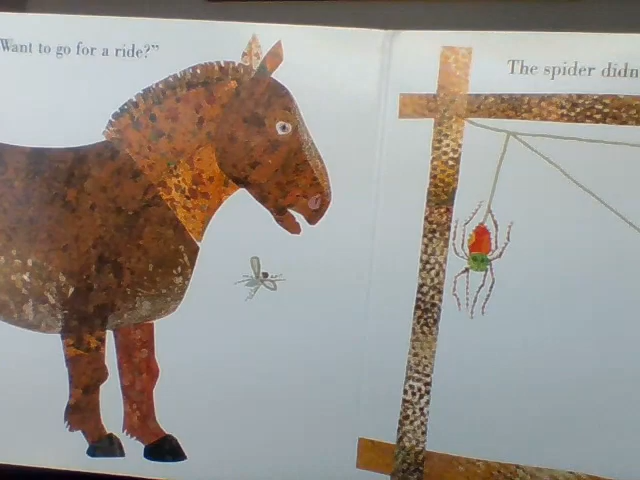 Want to go for a ride?”
The spider didn